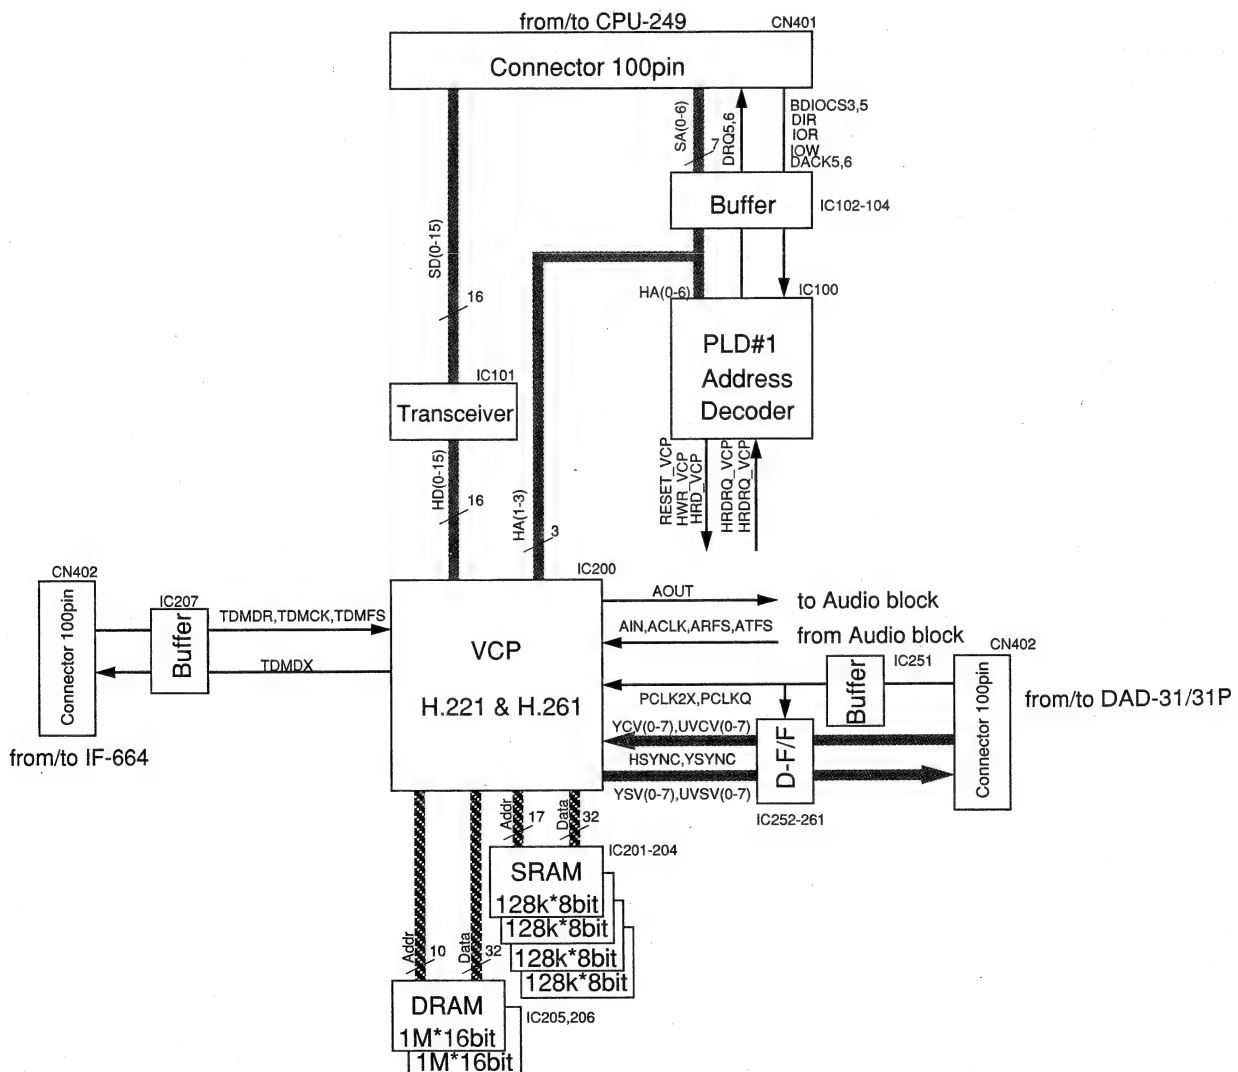 from/to CPU-249
CN401
Connector 100pin
SA(0-6)
7
DRQ5,6
BDIOCS3,5
DIR
IOR
IOW
DACK5,6
Buffer
IC102-104
SD(0-15)
16
HA(0-6)
IC100
PLD#1
Address
Decoder
IC101
Transceiver
HD(0-15)
16
HA(1-3)
3
RESET_VCP
HWR_VCP
HRD_VCP
HRDRQ_VCP
HRDRQ_VCP
CN402
Connector 100pin
IC207
Buffer
TDMDR,TDMCK,TDMFS
TDMDX
from/to IF-664
IC200
VCP
H.221 & H.261
AOUT
to Audio block
AIN,ACLK,ARFS,ATFS
from Audio block
CN402
IC251
Buffer
Connector 100pin
from/to DAD-31/31P
PCLK2X,PCLKQ
YCV(0-7),UVCV(0-7)
HSYNC,YSYNC
YSV(0-7),UVSV(0-7)
D-F/F
IC252-261
Addr
17
Data
32
IC201-204
SRAM
128k*8bit
128k*8bit
128k*8bit
128k*8bit
Addr
10
Data
32
DRAM
1M*16bit
1M*16bit
IC205,206